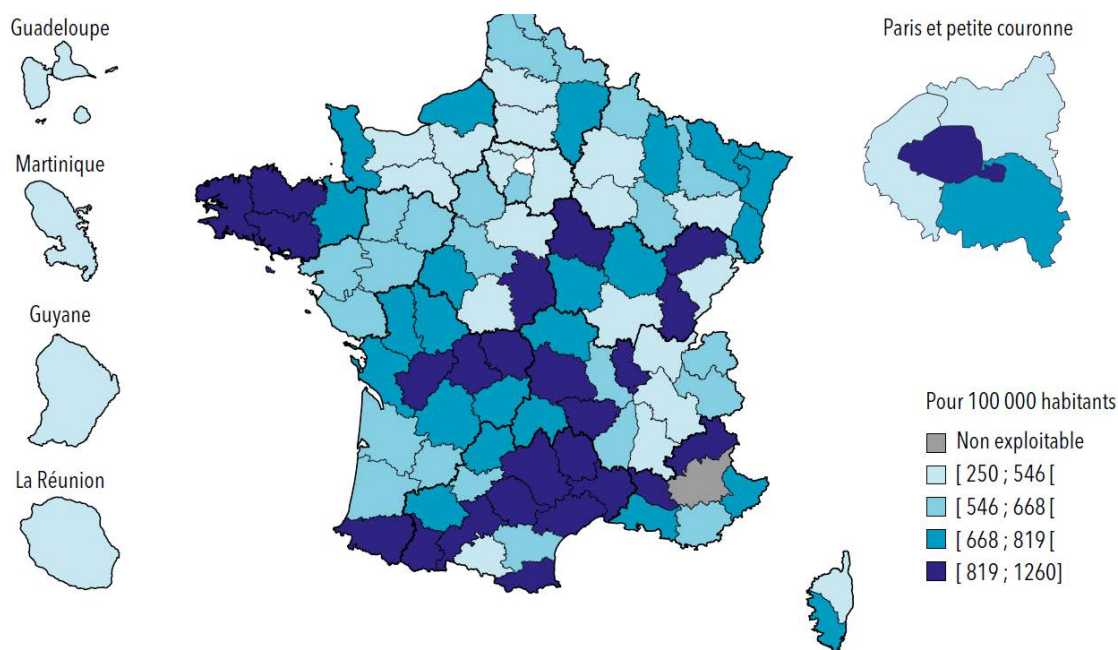 Guadeloupe
Martinique
Guyane
La Réunion
Paris et petite couronne
Pour 100 000 habitants
Non exploitable
[ 250 ; 546 [
[ 546 ; 668 [
[ 668 ; 819 [
[ 819 ; 1260]